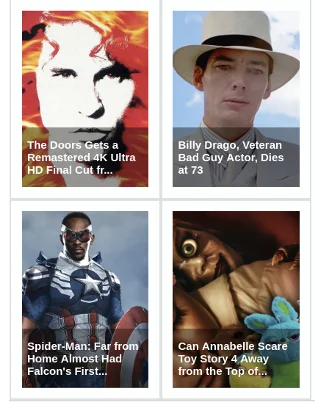 The Doors Gets a
Remastered 4K Ultra
HD Final Cut fr...
Billy Drago, Veteran
Bad Guy Actor, Dies
at 73
Spider-Man: Far from
Home Almost Had
Falcon's First...
Can Annabelle Scare
Toy Story 4 Away
from the Top of...